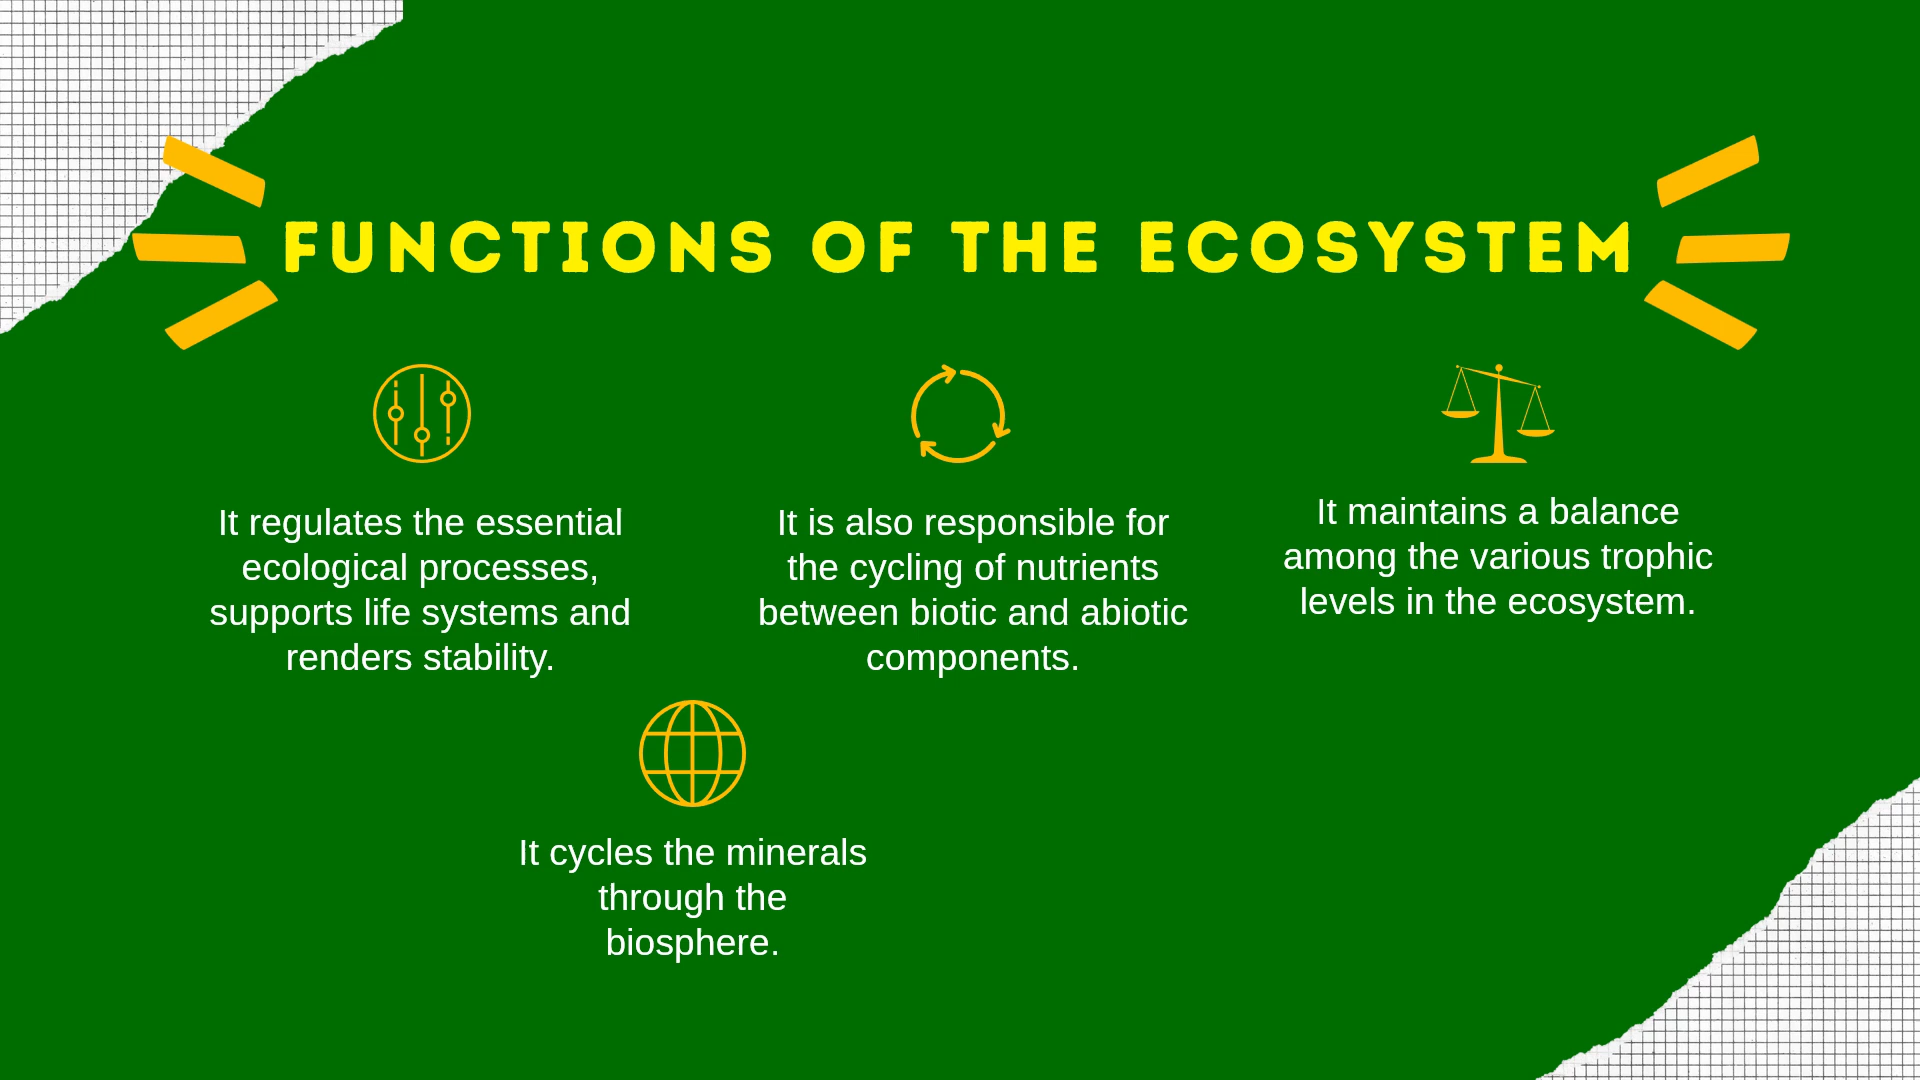 FUNCTIONS OF THE ECOSYSTEM
It regulates the essential
ecological processes,
supports life systems and
renders stability.
It is also responsible for
the cycling of nutrients
between biotic and abiotic
components.
It maintains a balance
among the various trophic
levels in the ecosystem.
It cycles the minerals
through the
biosphere.